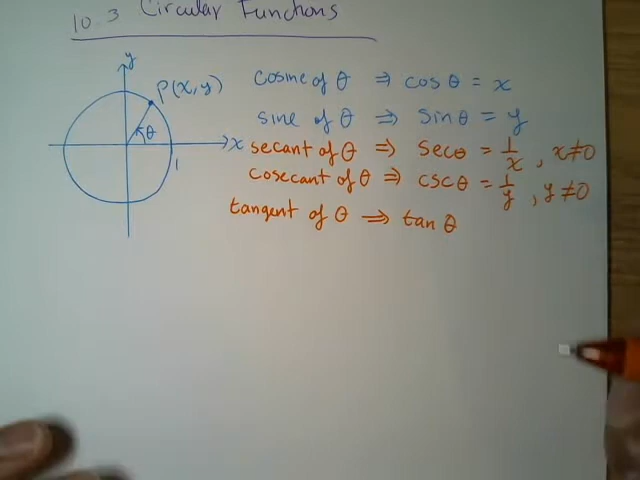 10.3 Circular Functions
y
P(x,y)
θ
x
1
cosine of θ ⇒ cos θ = x
sine of θ ⇒ sin θ = y
secant of θ ⇒ sec θ = 1/x , x≠0
cosecant of θ ⇒ csc θ = 1/y , y≠0
tangent of θ ⇒ tan θ